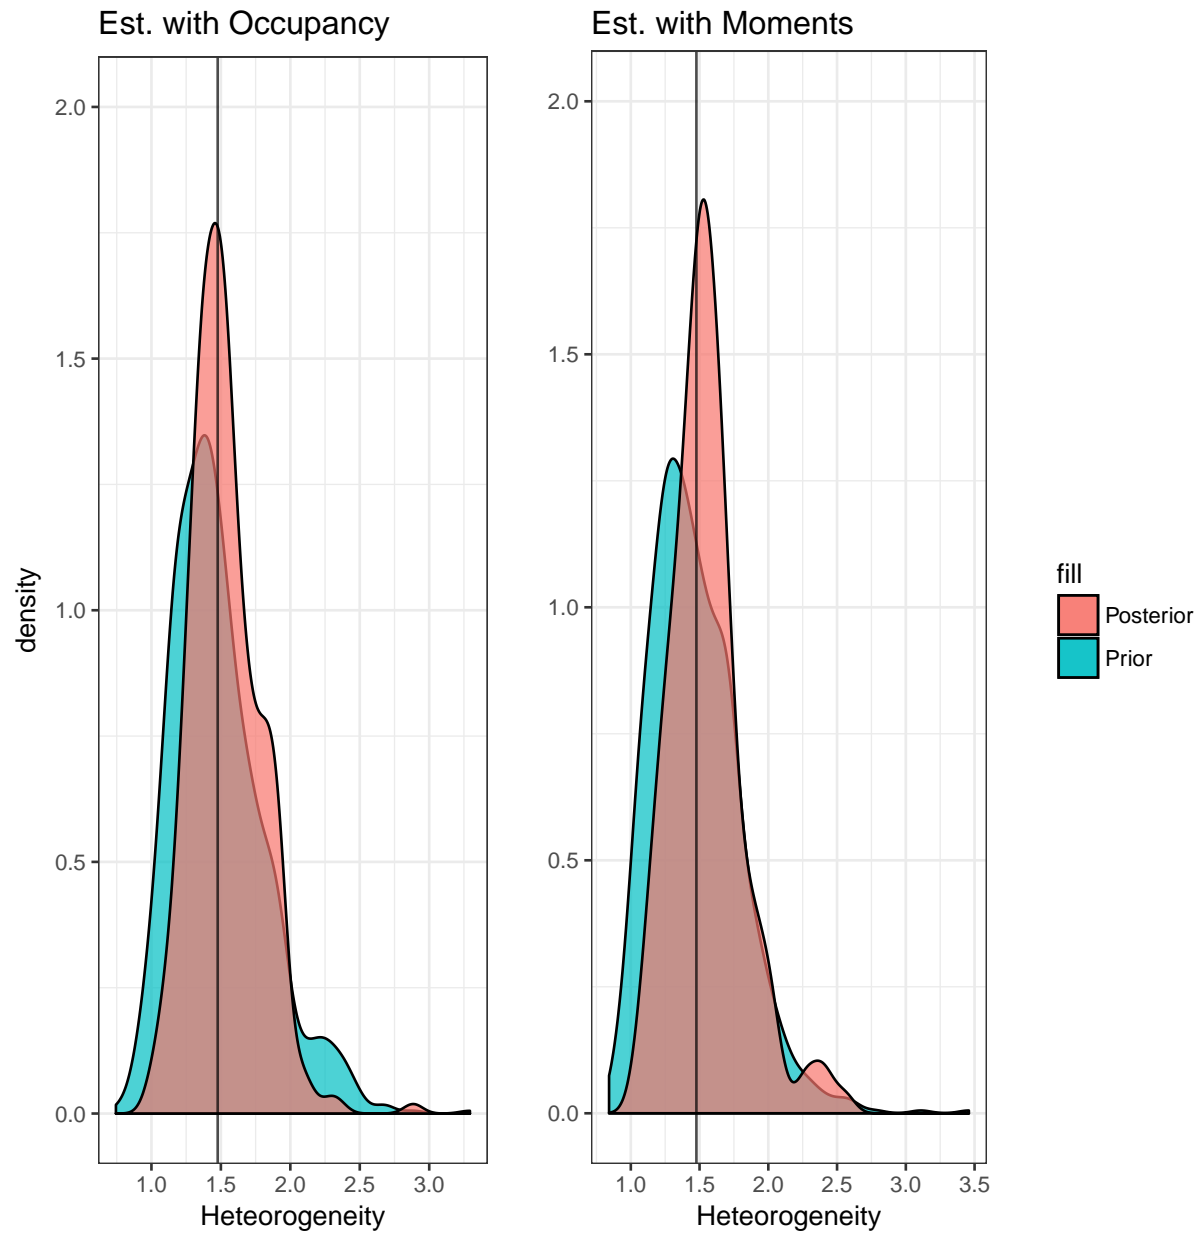 Est. with Occupancy
2.0
1.5
1.0
0.5
0.0
density
1.0 1.5 2.0 2.5 3.0
Heteorogeneity
Est. with Moments
2.0
1.5
1.0
0.5
0.0
1.0 1.5 2.0 2.5 3.0 3.5
Heteorogeneity
fill
Posterior
Prior